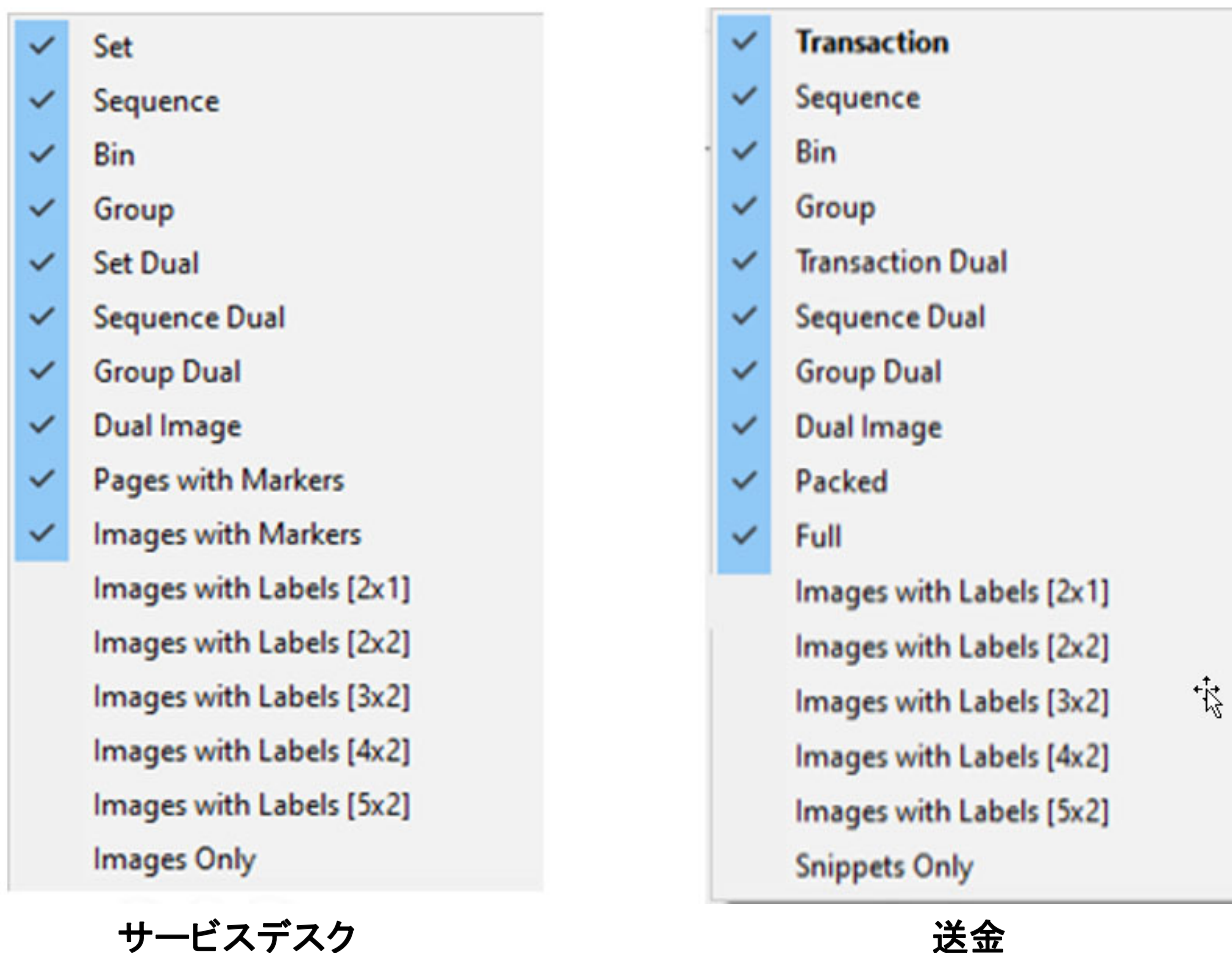 Set
Sequence
Bin
Group
Set Dual
Sequence Dual
Group Dual
Dual Image
Pages with Markers
Images with Markers
Images with Labels [2x1]
Images with Labels [2x2]
Images with Labels [3x2]
Images with Labels [4x2]
Images with Labels [5x2]
Images Only
サービスデスク
Transaction
Sequence
Bin
Group
Transaction Dual
Sequence Dual
Group Dual
Dual Image
Packed
Full
Images with Labels [2x1]
Images with Labels [2x2]
Images with Labels [3x2]
Images with Labels [4x2]
Images with Labels [5x2]
Snippets Only
送金